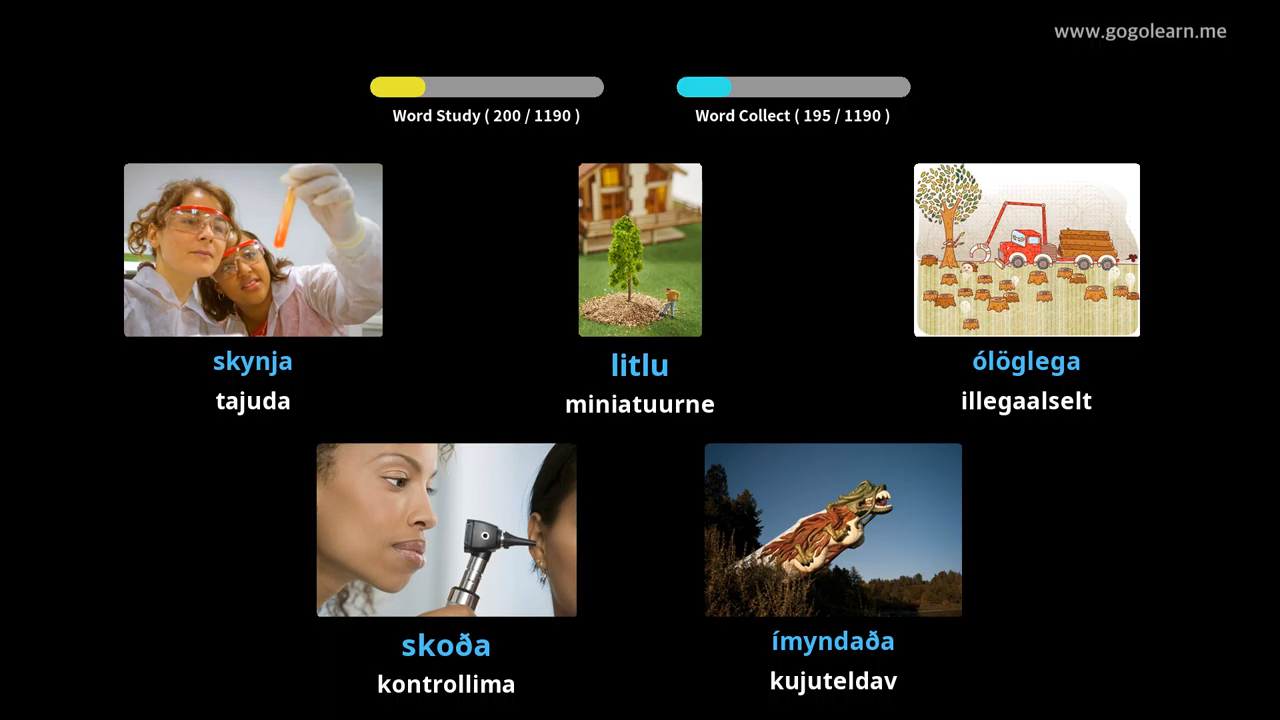 www.gogolearn.me
Word Study ( 200 / 1190 )
Word Collect ( 195 / 1190 )
skynja
tajuda
litlu
miniatuurne
ólöglega
illegaalselt
skoða
kontrollima
ímyndaða
kujuteldav